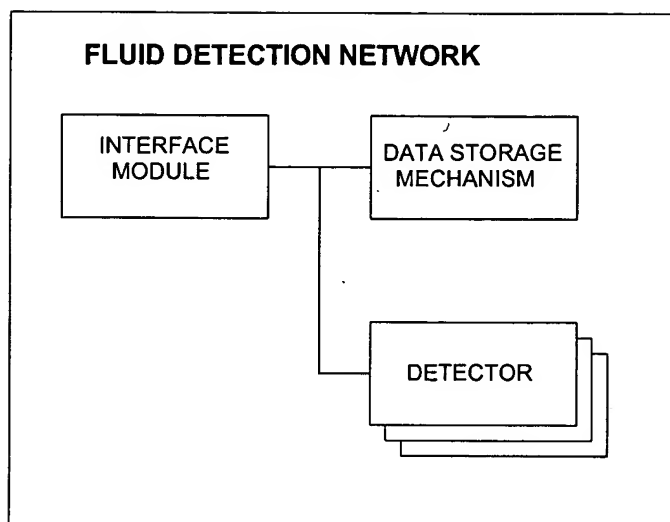 FLUID DETECTION NETWORK
INTERFACE
MODULE
DATA STORAGE
MECHANISM
DETECTOR